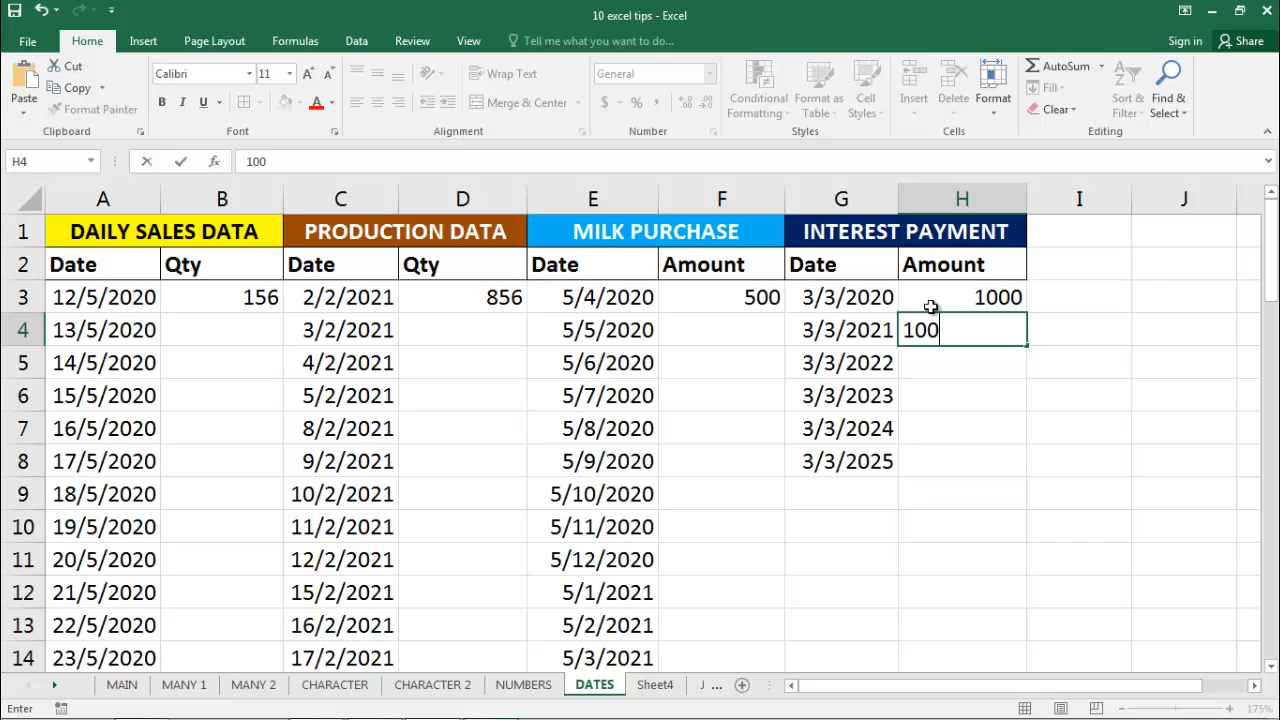 10 excel tips - Excel
File Home Insert Page Layout Formulas Data Review View Tell me what you want to do... Sign in Share
Paste Cut Copy Format Painter Clipboard
Calibri 11 A A B I U A Font
Wrap Text Merge & Center Alignment
General $ % , Number
Conditional Formatting Format as Table Cell Styles Styles
Insert Delete Format Cells
AutoSum Fill Clear Sort & Filter Find & Select Editing
H4 fx 100
A B C D E F G H I J
1 DAILY SALES DATA PRODUCTION DATA MILK PURCHASE INTEREST PAYMENT
2 Date Qty Date Qty Date Amount Date Amount
3 12/5/2020 156 2/2/2021 856 5/4/2020 500 3/3/2020 1000
4 13/5/2020 3/2/2021 5/5/2020 3/3/2021 100
5 14/5/2020 4/2/2021 5/6/2020 3/3/2022
6 15/5/2020 5/2/2021 5/7/2020 3/3/2023
7 16/5/2020 8/2/2021 5/8/2020 3/3/2024
8 17/5/2020 9/2/2021 5/9/2020 3/3/2025
9 18/5/2020 10/2/2021 5/10/2020
10 19/5/2020 11/2/2021 5/11/2020
11 20/5/2020 12/2/2021 5/12/2020
12 21/5/2020 15/2/2021 5/1/2021
13 22/5/2020 16/2/2021 5/2/2021
14 23/5/2020 17/2/2021 5/3/2021
MAIN MANY 1 MANY 2 CHARACTER CHARACTER 2 NUMBERS DATES Sheet4 J ...
Enter 175%